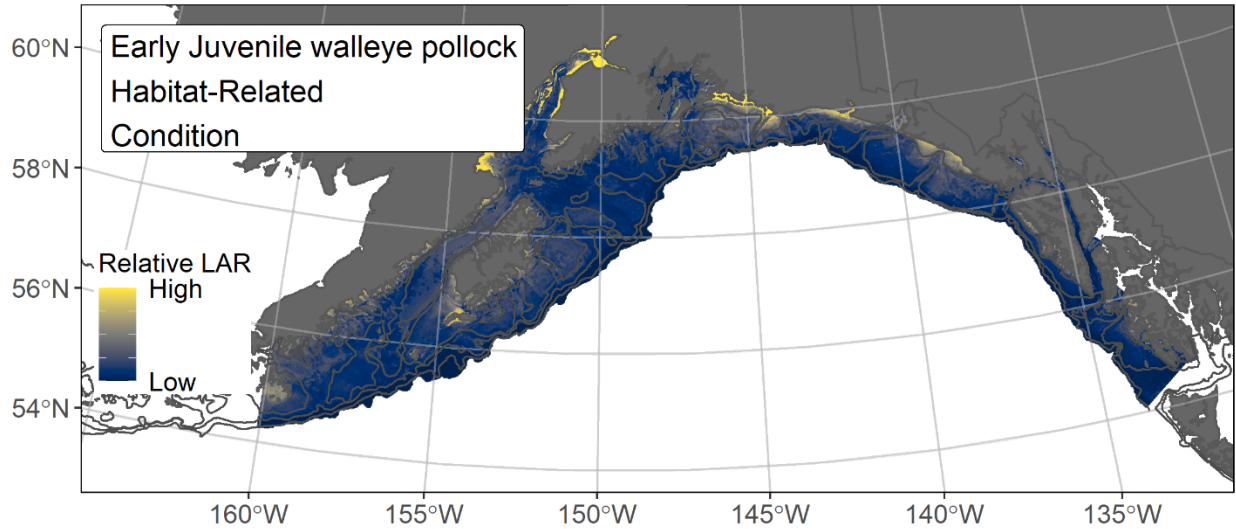 Early Juvenile walleye pollock
Habitat-Related
Condition
60°N
58°N
56°N
54°N
Relative LAR
High
Low
160°W
155°W
150°W
145°W
140°W
135°W